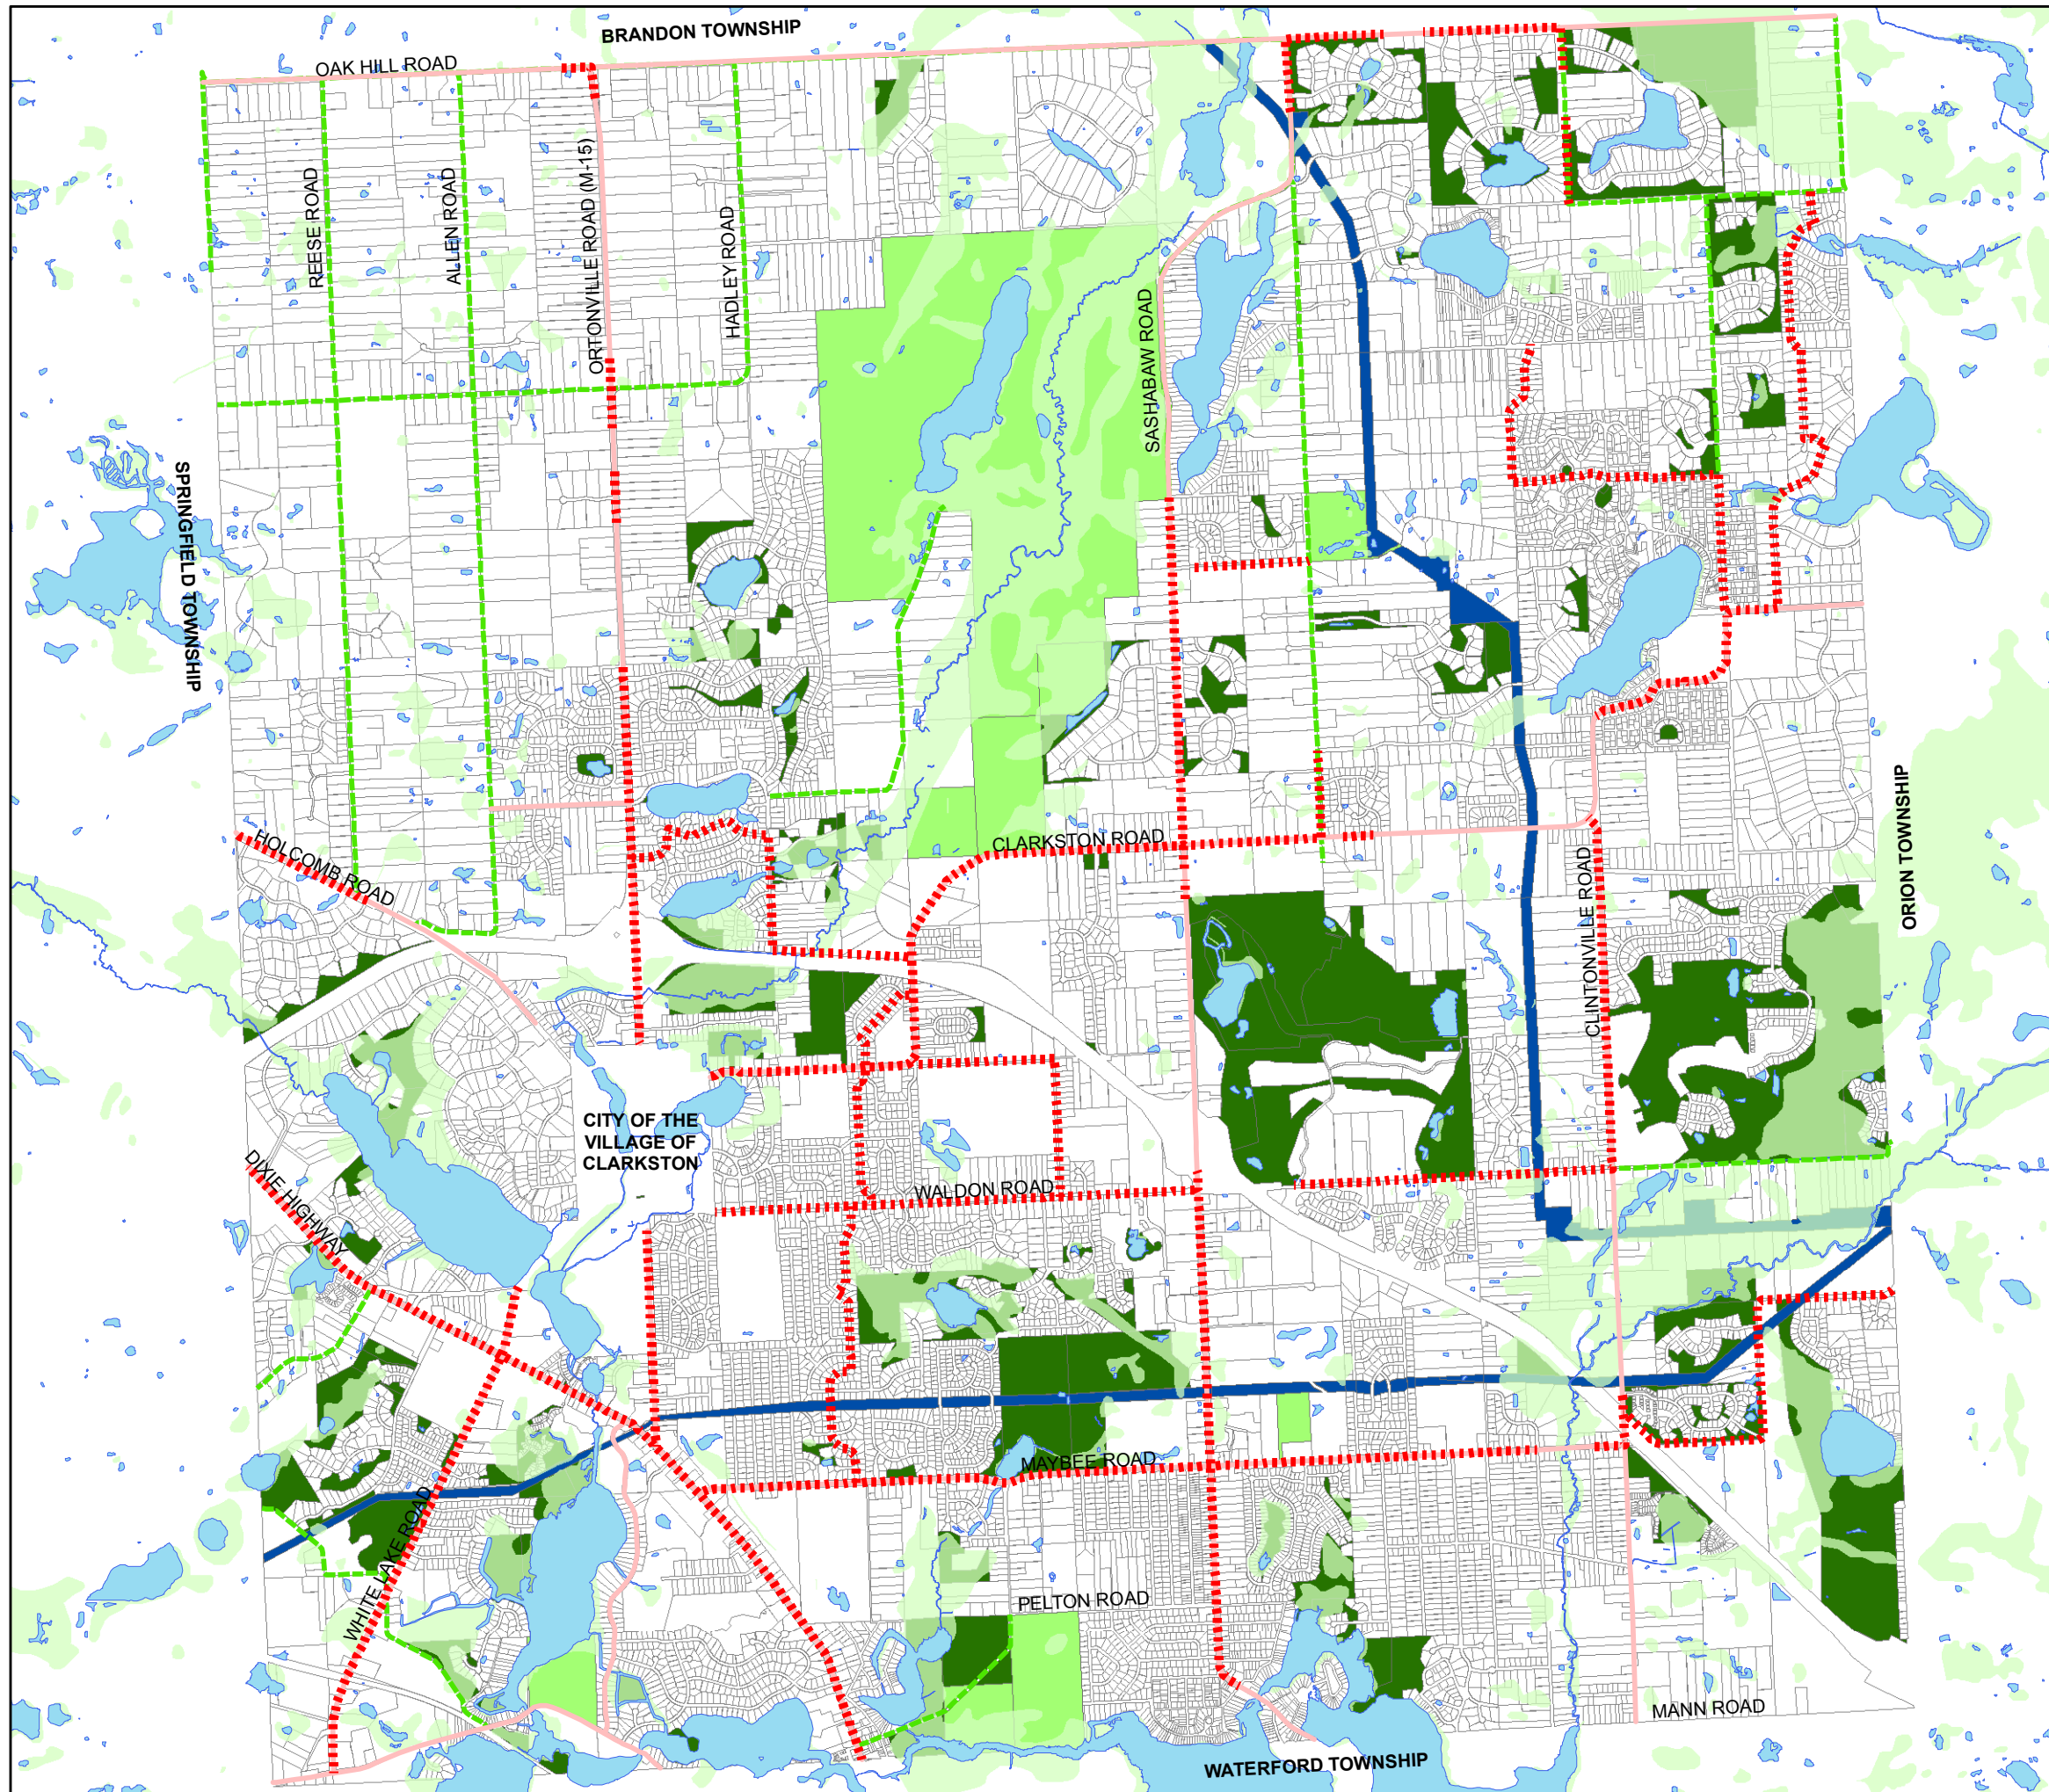 BRANDON TOWNSHIP
OAK HILL ROAD
REESE ROAD
ALLEN ROAD
ORTONVILLE ROAD (M-15)
HADLEY ROAD
SASHABAW ROAD
SPRINGFIELD TOWNSHIP
HOLCOMB ROAD
CLARKSTON ROAD
CLINTONVILLE ROAD
ORION TOWNSHIP
CITY OF THE
VILLAGE OF
CLARKSTON
DIXIE HIGHWAY
WALDON ROAD
MAYBEE ROAD
WHITE LAKE ROAD
PELTON ROAD
MANN ROAD
WATERFORD TOWNSHIP